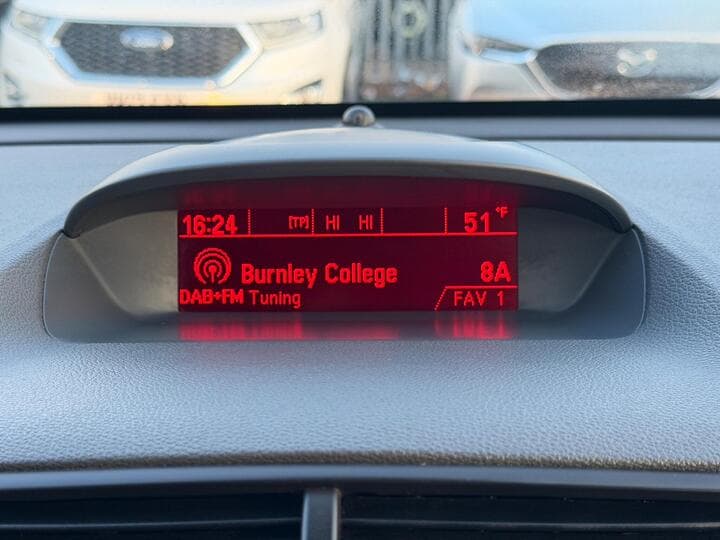 16:24 [TP] HI HI 51 °F
Burnley College 8A
DAB+FM Tuning FAV 1